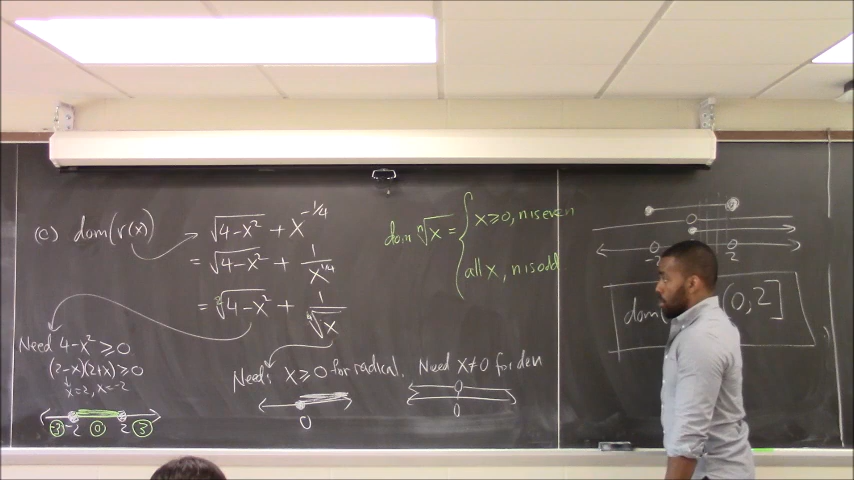 (c) dom(r(x)) → √(4-x²) + x^(-1/4)
= √(4-x²) + 1/x^(1/4)
= ²√(4-x²) + 1/⁴√x
dom ⁿ√x = { x ≥ 0, n is even
all x, n is odd
Need 4-x² ≥ 0
(2-x)(2+x) ≥ 0
x=2, x=-2
-3 -2 0 2 3
Need: x ≥ 0 for radical. Need x ≠ 0 for den
0
0
-2 2
dom( (0,2]